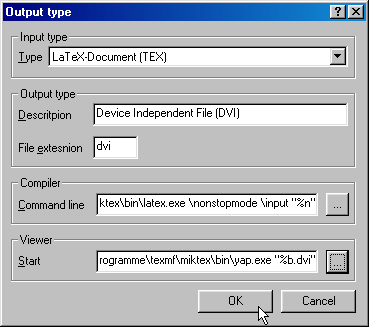 Output type
Input type
Type LaTeX-Document (TEX)
Output type
Descritpion Device Independent File (DVI)
File extesnion dvi
Compiler
Command line ktex\bin\latex.exe \nonstopmode \input "%n" ...
Viewer
Start rogramme\texmf\miktex\bin\yap.exe "%b.dvi" ...
OK Cancel